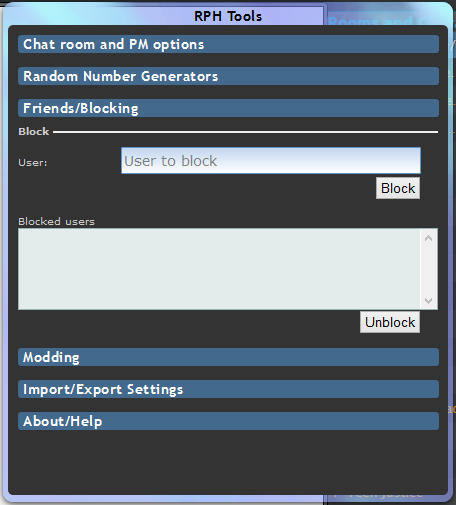 RPH Tools
Chat room and PM options
Random Number Generators
Friends/Blocking
Block
User:
User to block
Block
Blocked users
Unblock
Modding
Import/Export Settings
About/Help